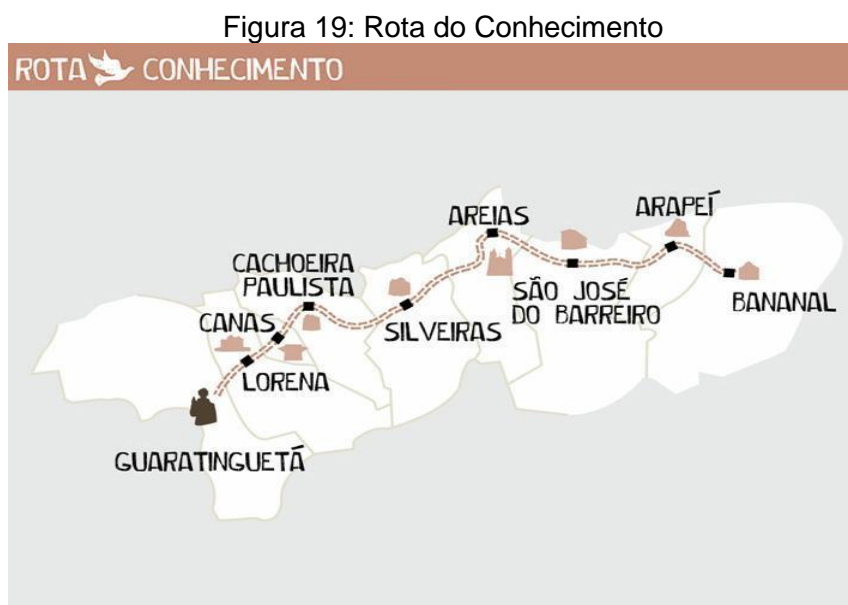 Figura 19: Rota do Conhecimento
ROTA CONHECIMENTO
AREIAS
ARAPEÍ
CACHOEIRA
PAULISTA
SÃO JOSÉ
DO BARREIRO
BANANAL
CANAS
SILVEIRAS
LORENA
GUARATINGUETÁ